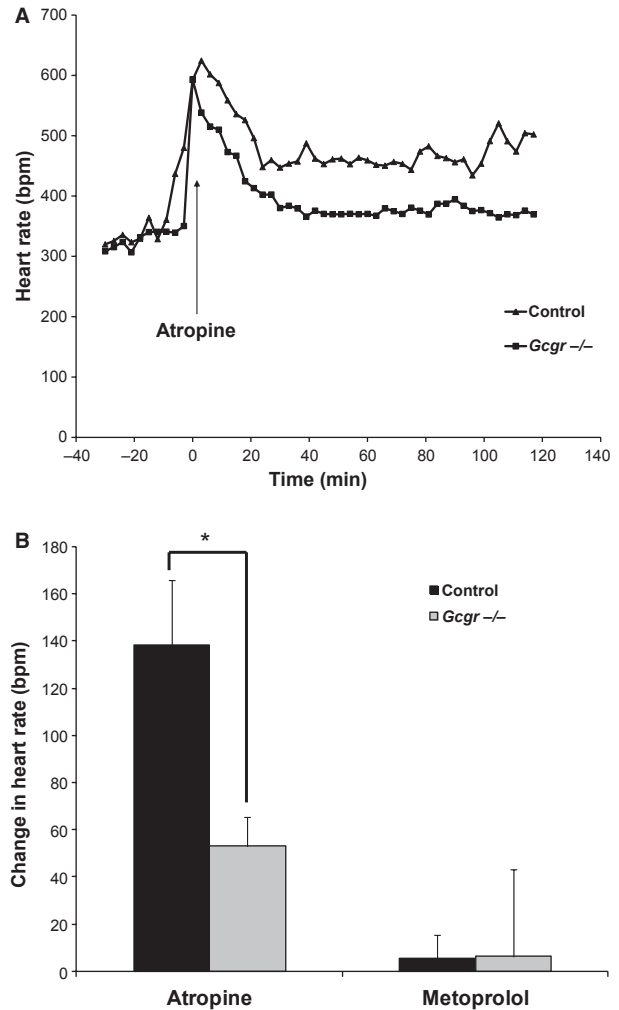 A
700
600
500
400
300
200
100
0
Heart rate (bpm)
Atropine
Control
Gcgr –/–
–40 –20 0 20 40 60 80 100 120 140
Time (min)
B
180
160
140
120
100
80
60
40
20
0
Change in heart rate (bpm)
*
Control
Gcgr –/–
Atropine Metoprolol